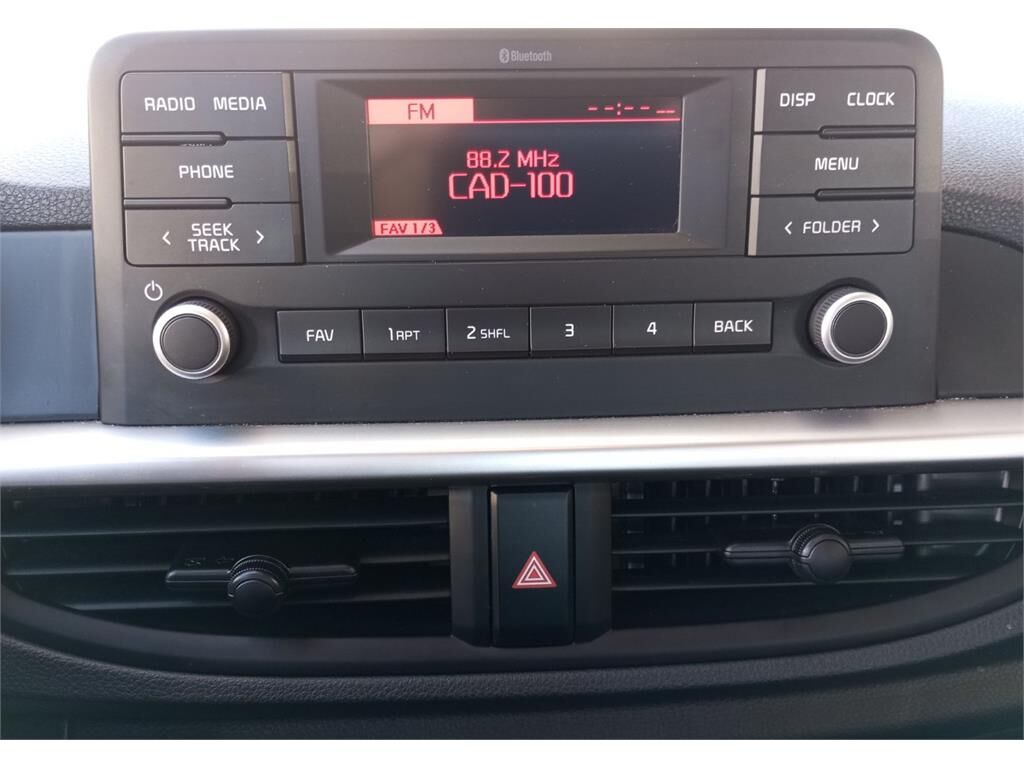 Bluetooth
RADIO MEDIA
PHONE
< SEEK TRACK >
FM --:-- --
88.2 MHz
CAD-100
FAV 1/3
DISP CLOCK
MENU
< FOLDER >
FAV
1 RPT
2 SHFL
3
4
BACK